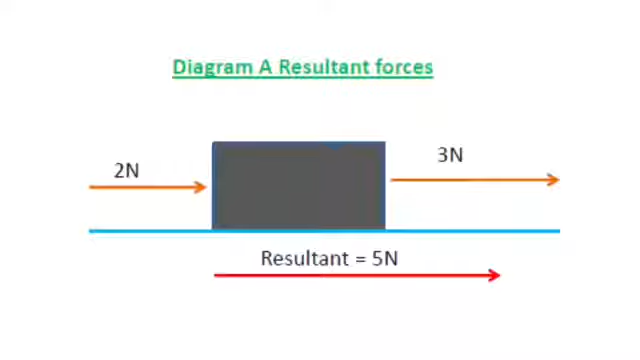 Diagram A Resultant forces
2N
3N
Resultant = 5N